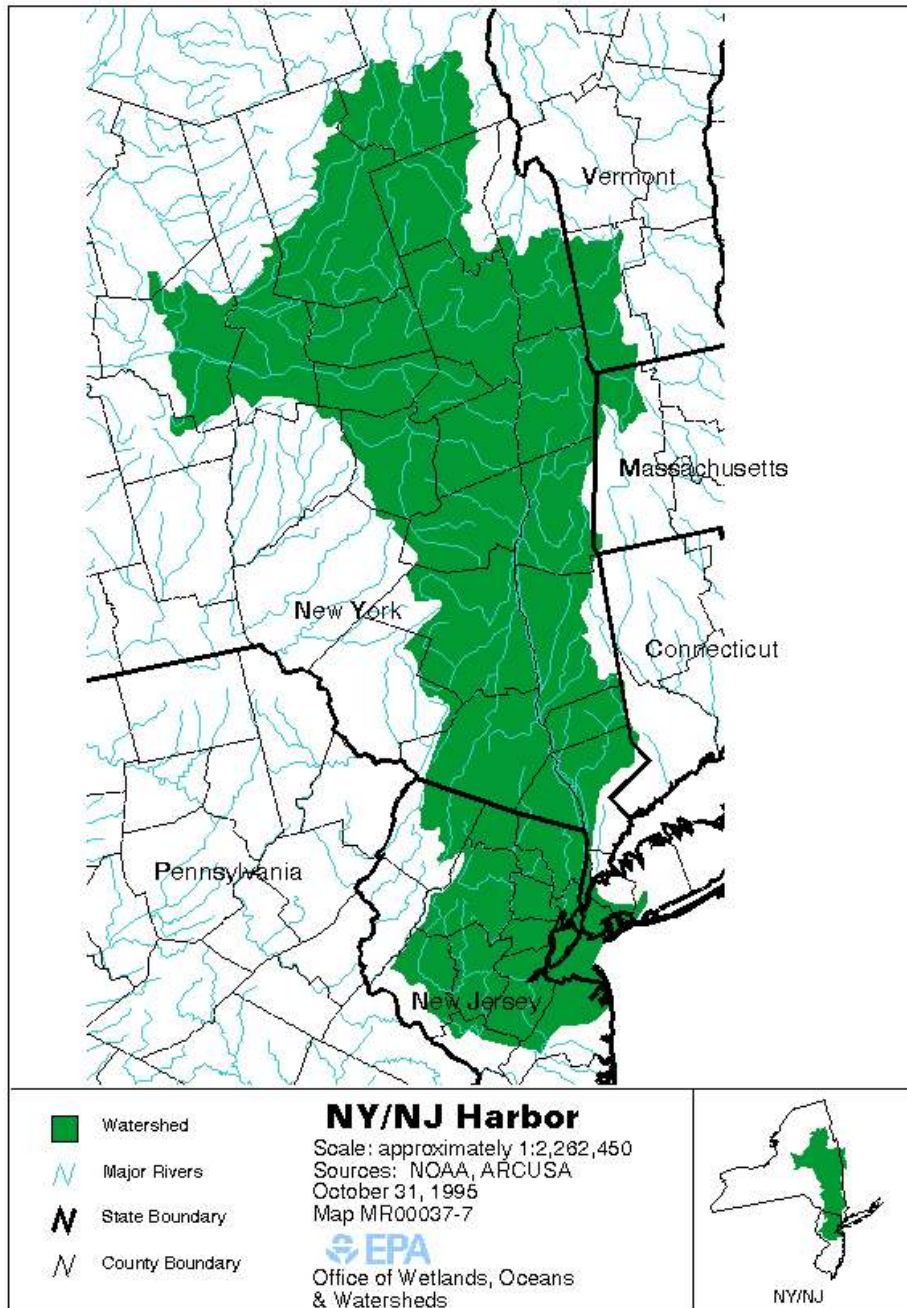 Vermont
Massachusetts
New York
Connecticut
Pennsylvania
New Jersey
Watershed
Major Rivers
State Boundary
County Boundary
NY/NJ Harbor
Scale: approximately 1:2,262,450
Sources: NOAA, ARCUSA
October 31, 1995
Map MR00037-7
EPA
Office of Wetlands, Oceans
& Watersheds
NY/NJ